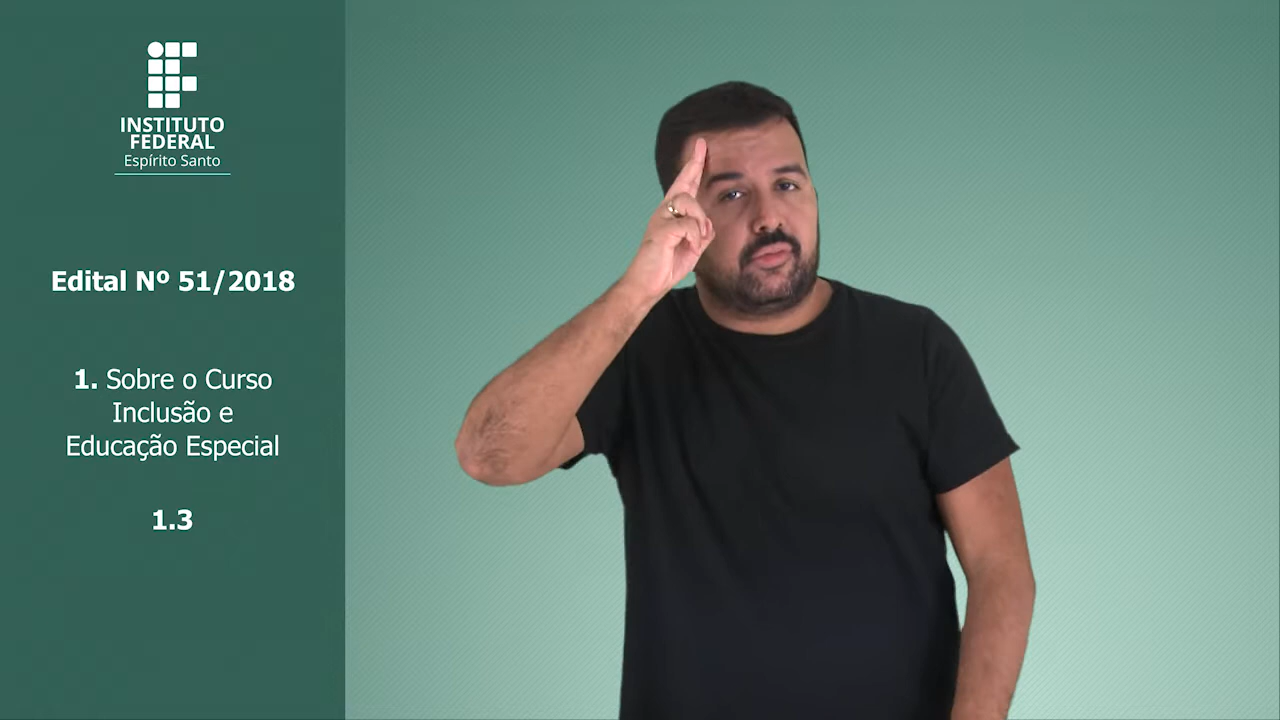 INSTITUTO
FEDERAL
Espírito Santo
Edital Nº 51/2018
1. Sobre o Curso
Inclusão e
Educação Especial
1.3